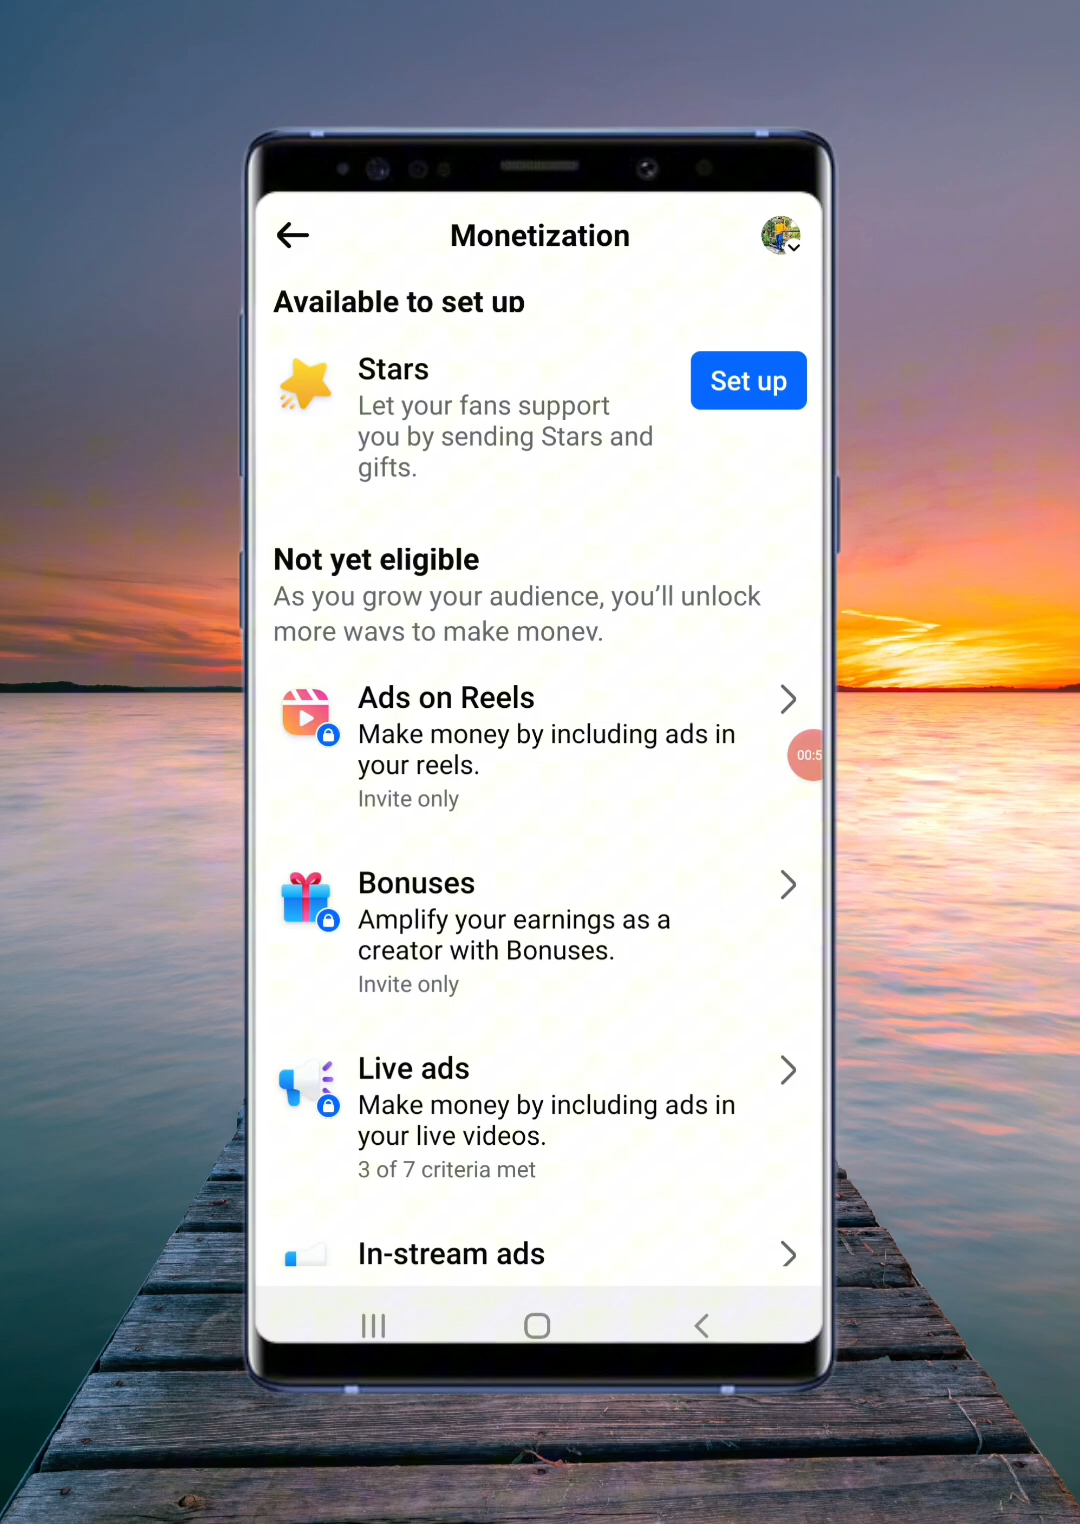 Monetization
Available to set up
Stars
Set up
Let your fans support
you by sending Stars and
gifts.
Not yet eligible
As you grow your audience, you'll unlock
more ways to make money.
Ads on Reels
Make money by including ads in
your reels.
00:5
Invite only
Bonuses
Amplify your earnings as a
creator with Bonuses.
Invite only
Live ads
Make money by including ads in
your live videos.
3 of 7 criteria met
In-stream ads